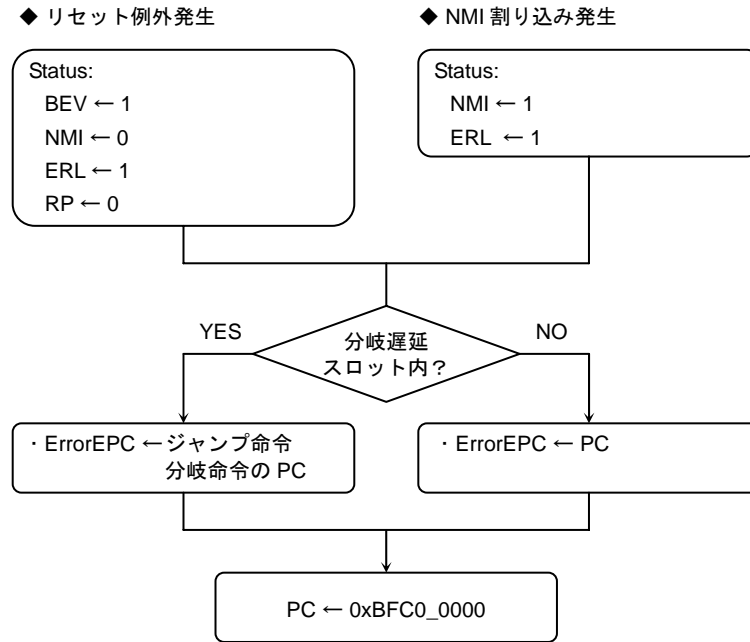 ◆ リセット例外発生
Status:
BEV ← 1
NMI ← 0
ERL ← 1
RP ← 0
◆ NMI 割り込み発生
Status:
NMI ← 1
ERL ← 1
分岐遅延
スロット内？
YES
NO
・ErrorEPC ← ジャンプ命令
分岐命令の PC
・ErrorEPC ← PC
PC ← 0xBFC0_0000